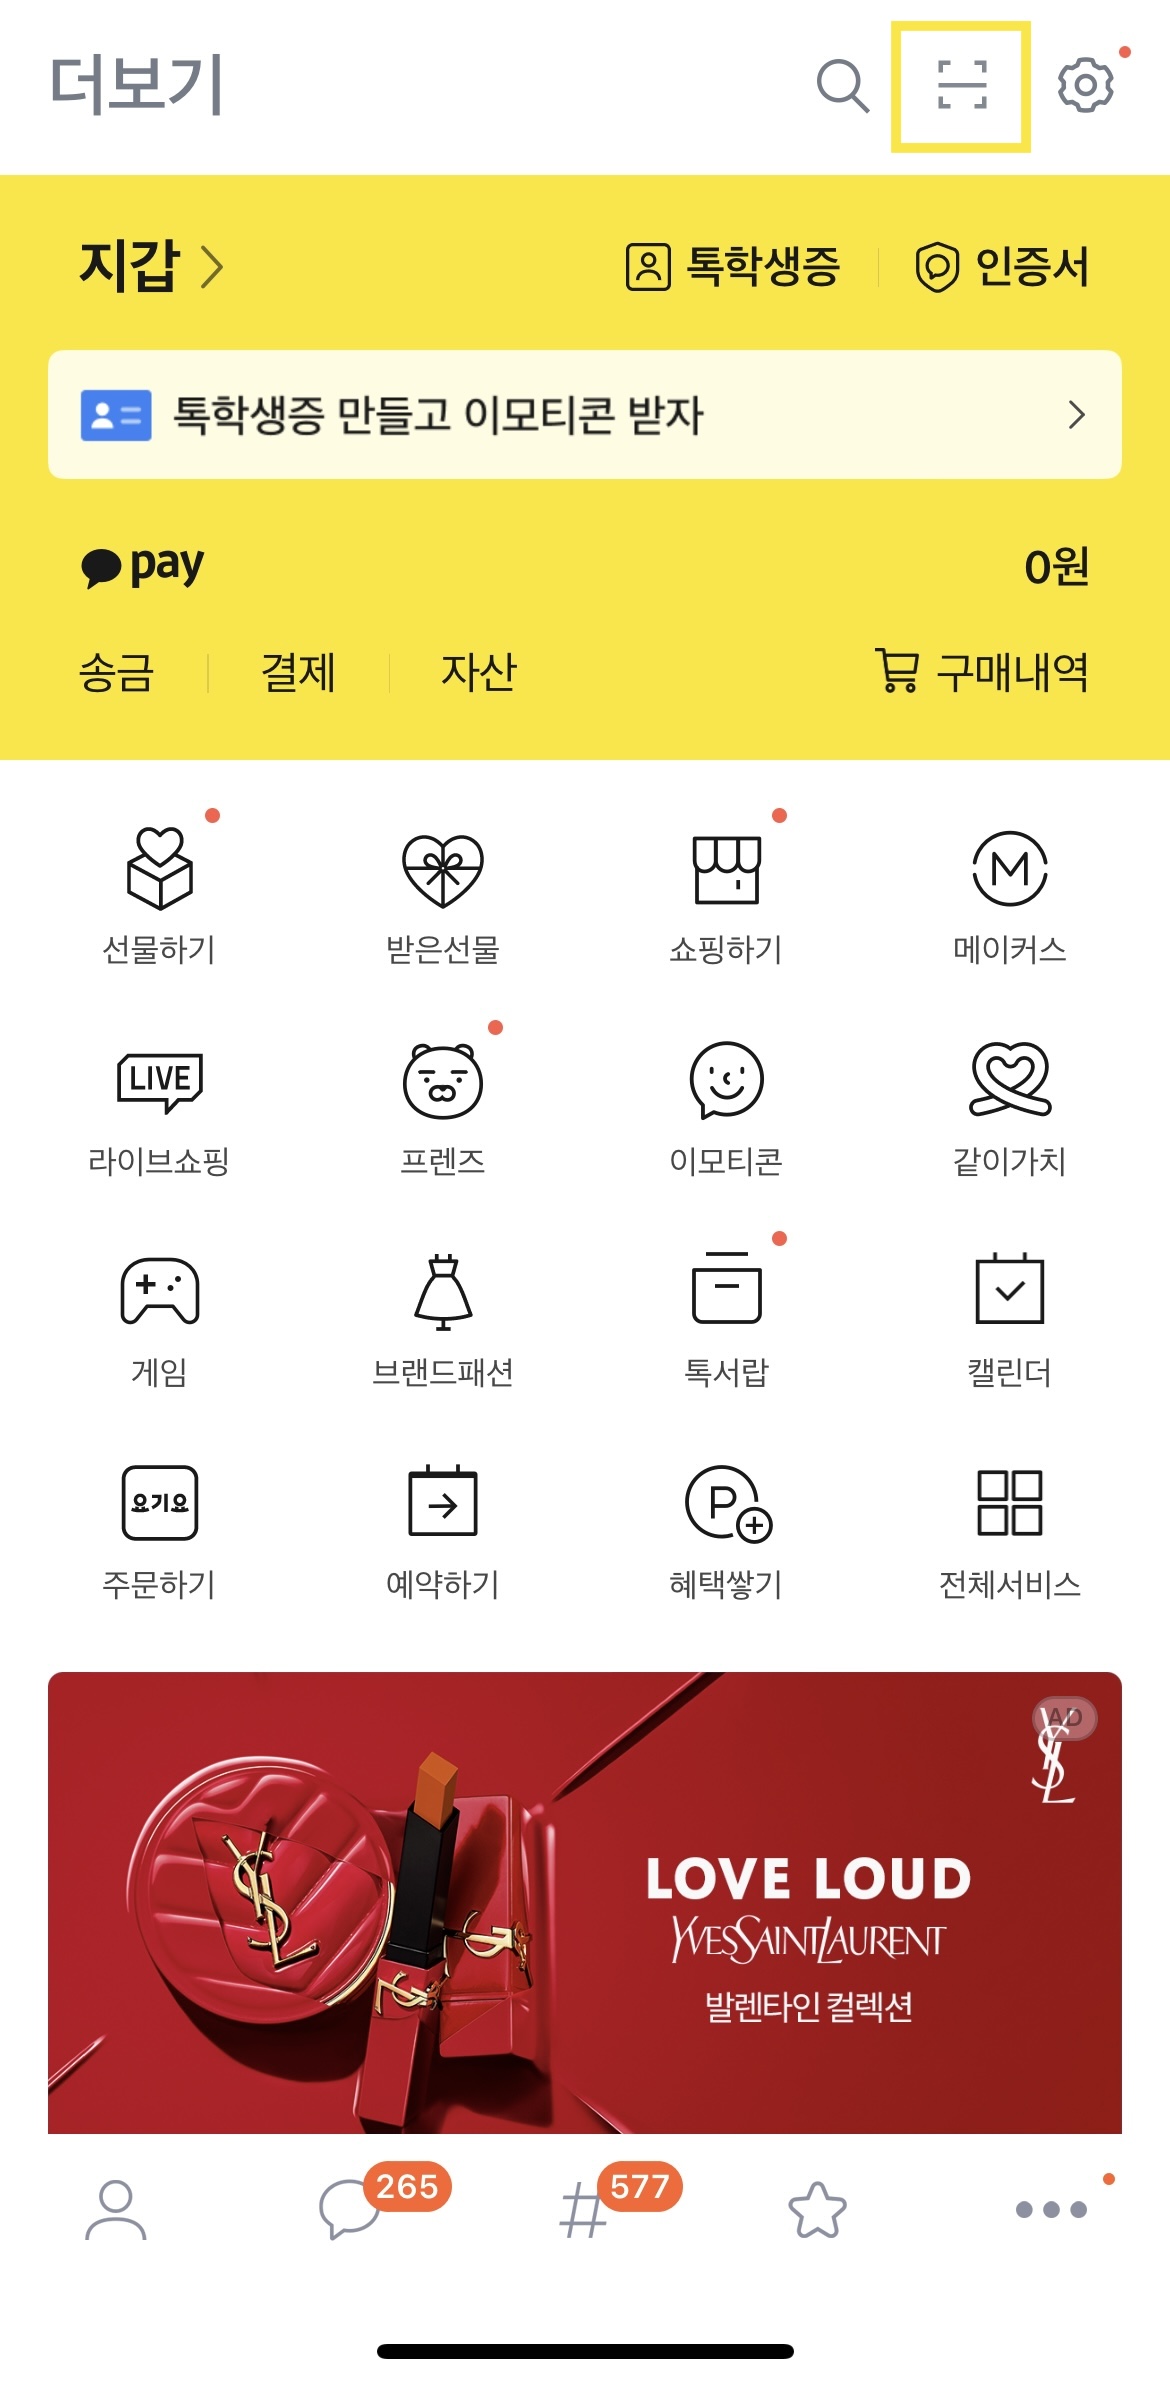 더보기
지갑 톡학생증 인증서
톡학생증 만들고 이모티콘 받자
pay 0원
송금 결제 자산 구매내역
선물하기 받은선물 쇼핑하기 메이커스
LIVE
라이브쇼핑 프렌즈 이모티콘 같이가치
게임 브랜드패션 톡서랍 캘린더
요기요 P
주문하기 예약하기 혜택쌓기 전체서비스
AD
YSL
LOVE LOUD
YVESSAINTLAURENT
발렌타인 컬렉션
265 577